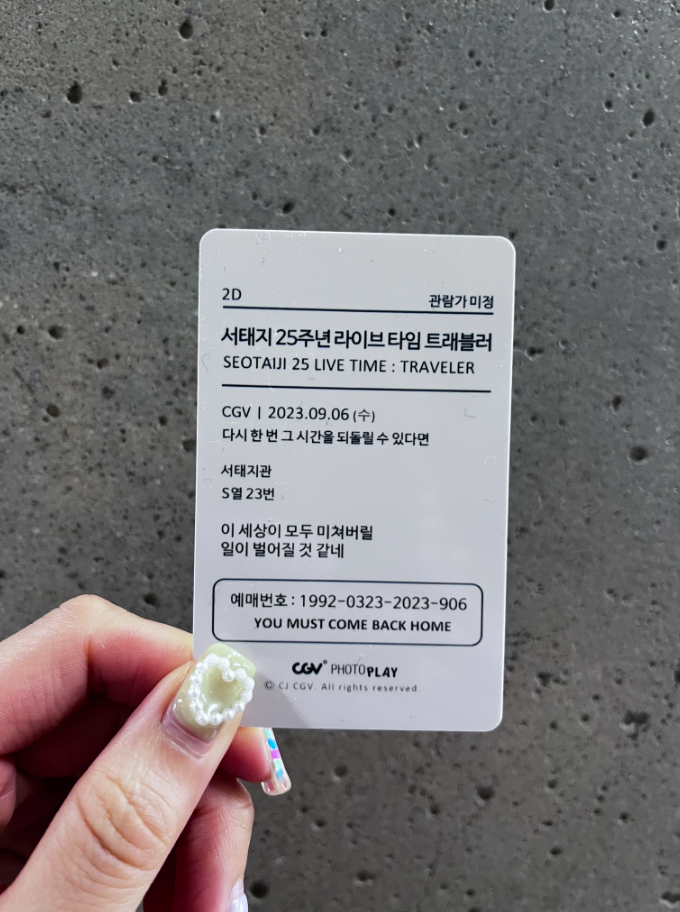 2D
관람가 미정
서태지 25주년 라이브 타임 트래블러
SEOTAIJI 25 LIVE TIME : TRAVELER
CGV | 2023.09.06 (수)
다시 한 번 그 시간을 되돌릴 수 있다면
서태지관
S열 23번
이 세상이 모두 미쳐버릴
일이 벌어질 것 같네
예매번호 : 1992-0323-2023-906
YOU MUST COME BACK HOME
CGV PHOTOPLAY
© CJ CGV. All rights reserved.